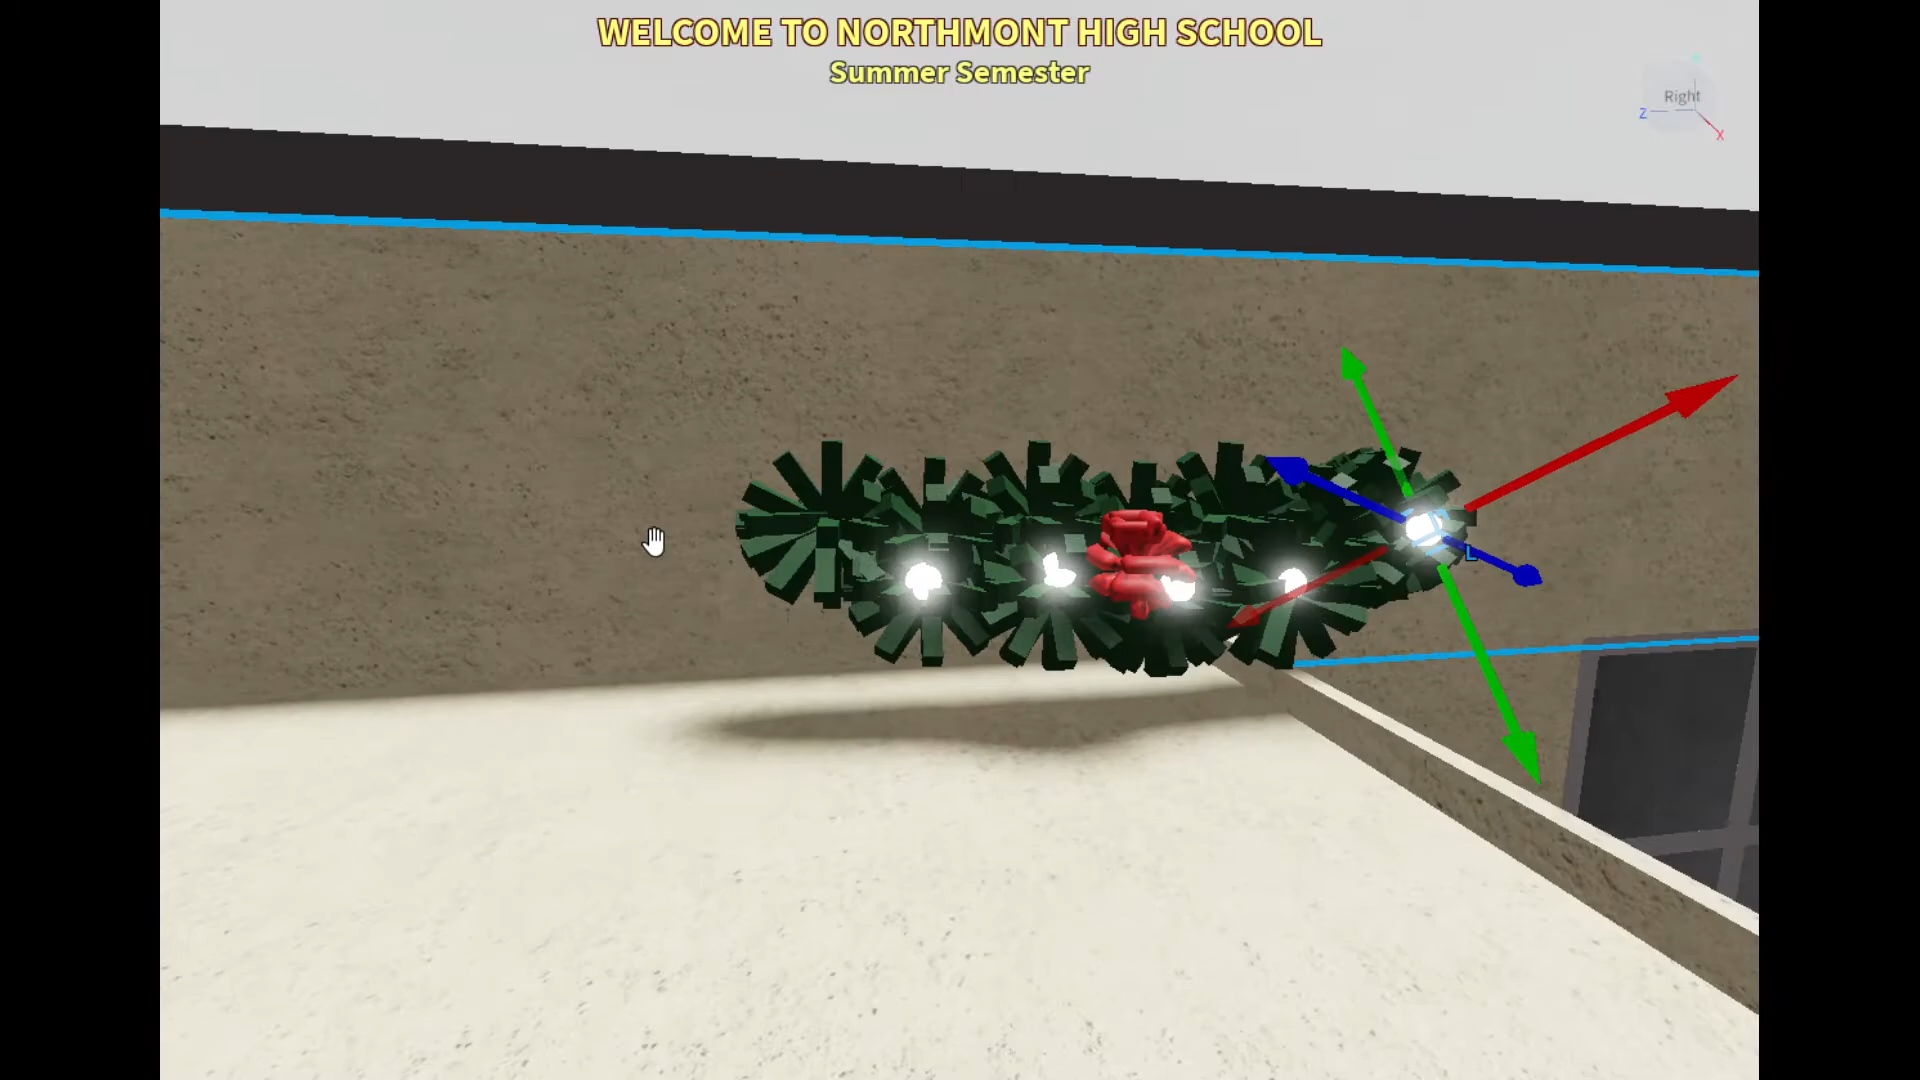 WELCOME TO NORTHMONT HIGH SCHOOL
Summer Semester
Right
Z
X
L